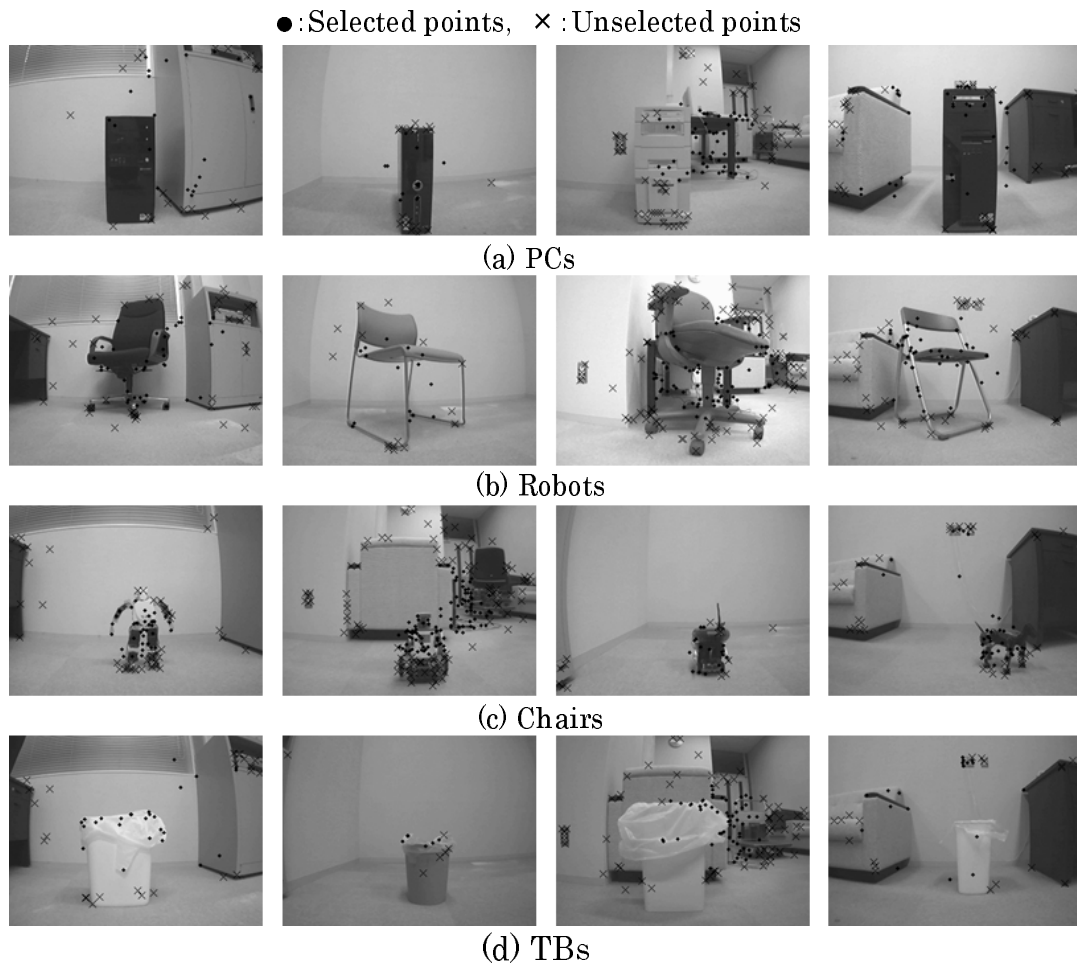 ●:Selected points, ×:Unselected points
(a) PCs
(b) Robots
(c) Chairs
(d) TBs